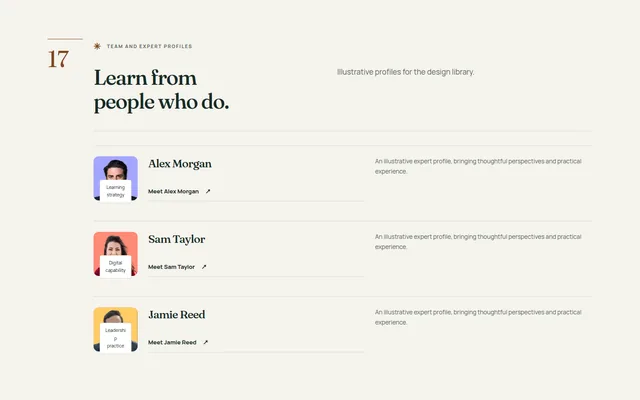 17
TEAM AND EXPERT PROFILES
Learn from
people who do.
Illustrative profiles for the design library.
Learning
strategy
Alex Morgan
Meet Alex Morgan ↗
An illustrative expert profile, bringing thoughtful perspectives and practical
experience.
Digital
capability
Sam Taylor
Meet Sam Taylor ↗
An illustrative expert profile, bringing thoughtful perspectives and practical
experience.
Leadershi
p
practice
Jamie Reed
Meet Jamie Reed ↗
An illustrative expert profile, bringing thoughtful perspectives and practical
experience.